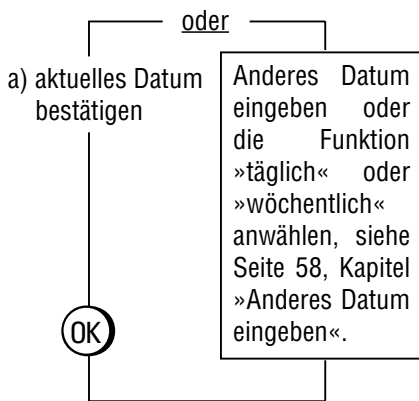 oder
a) aktuelles Datum
bestätigen
OK
Anderes Datum
eingeben oder
die Funktion
»täglich« oder
»wöchentlich«
anwählen, siehe
Seite 58, Kapitel
»Anderes Datum
eingeben«.